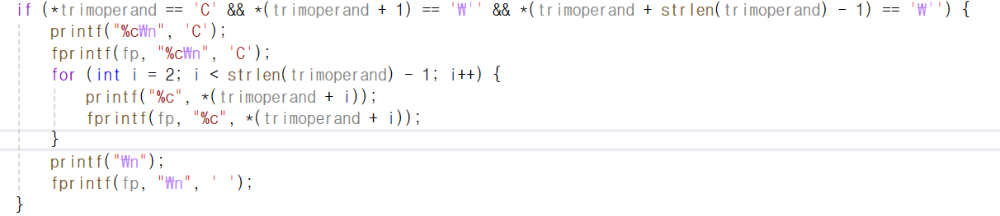 if (*trimoperand == 'C' && *(trimoperand + 1) == '₩'' && *(trimoperand + strlen(trimoperand) - 1) == '₩'') {
printf("%c₩n", 'C');
fprintf(fp, "%c₩n", 'C');
for (int i = 2; i < strlen(trimoperand) - 1; i++) {
printf("%c", *(trimoperand + i));
fprintf(fp, "%c", *(trimoperand + i));
}
printf("₩n");
fprintf(fp, "₩n", ' ');
}